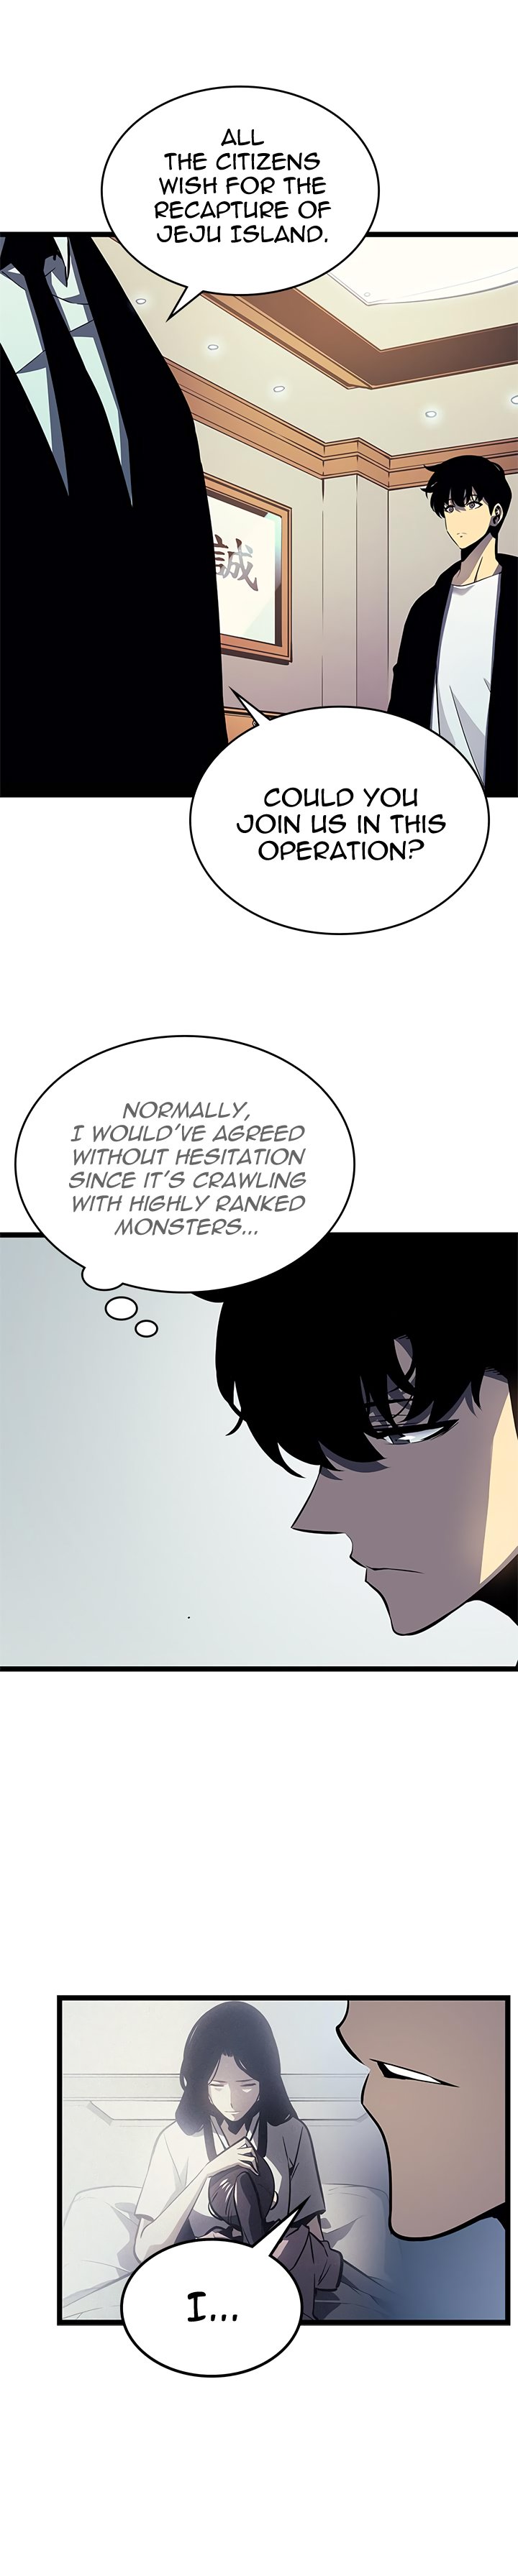 ALL
THE CITIZENS
WISH FOR THE
RECAPTURE OF
JEJU ISLAND.
誠
COULD YOU
JOIN US IN THIS
OPERATION?
NORMALLY,
I WOULD'VE AGREED
WITHOUT HESITATION
SINCE IT'S CRAWLING
WITH HIGHLY RANKED
MONSTERS...
I...